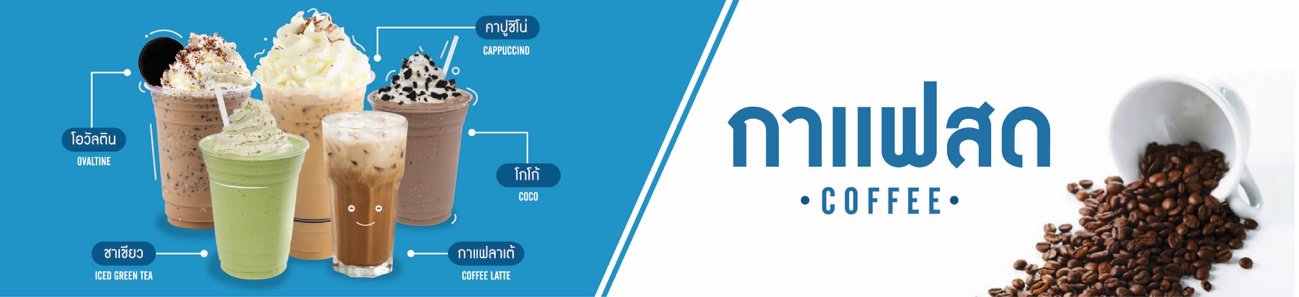 คาปูชิโน่
CAPPUCCINO
โอวัลติน
OVALTINE
โกโก้
COCO
ชาเขียว
ICED GREEN TEA
กาแฟลาเต้
COFFEE LATTE
กาแฟสด
•COFFEE•